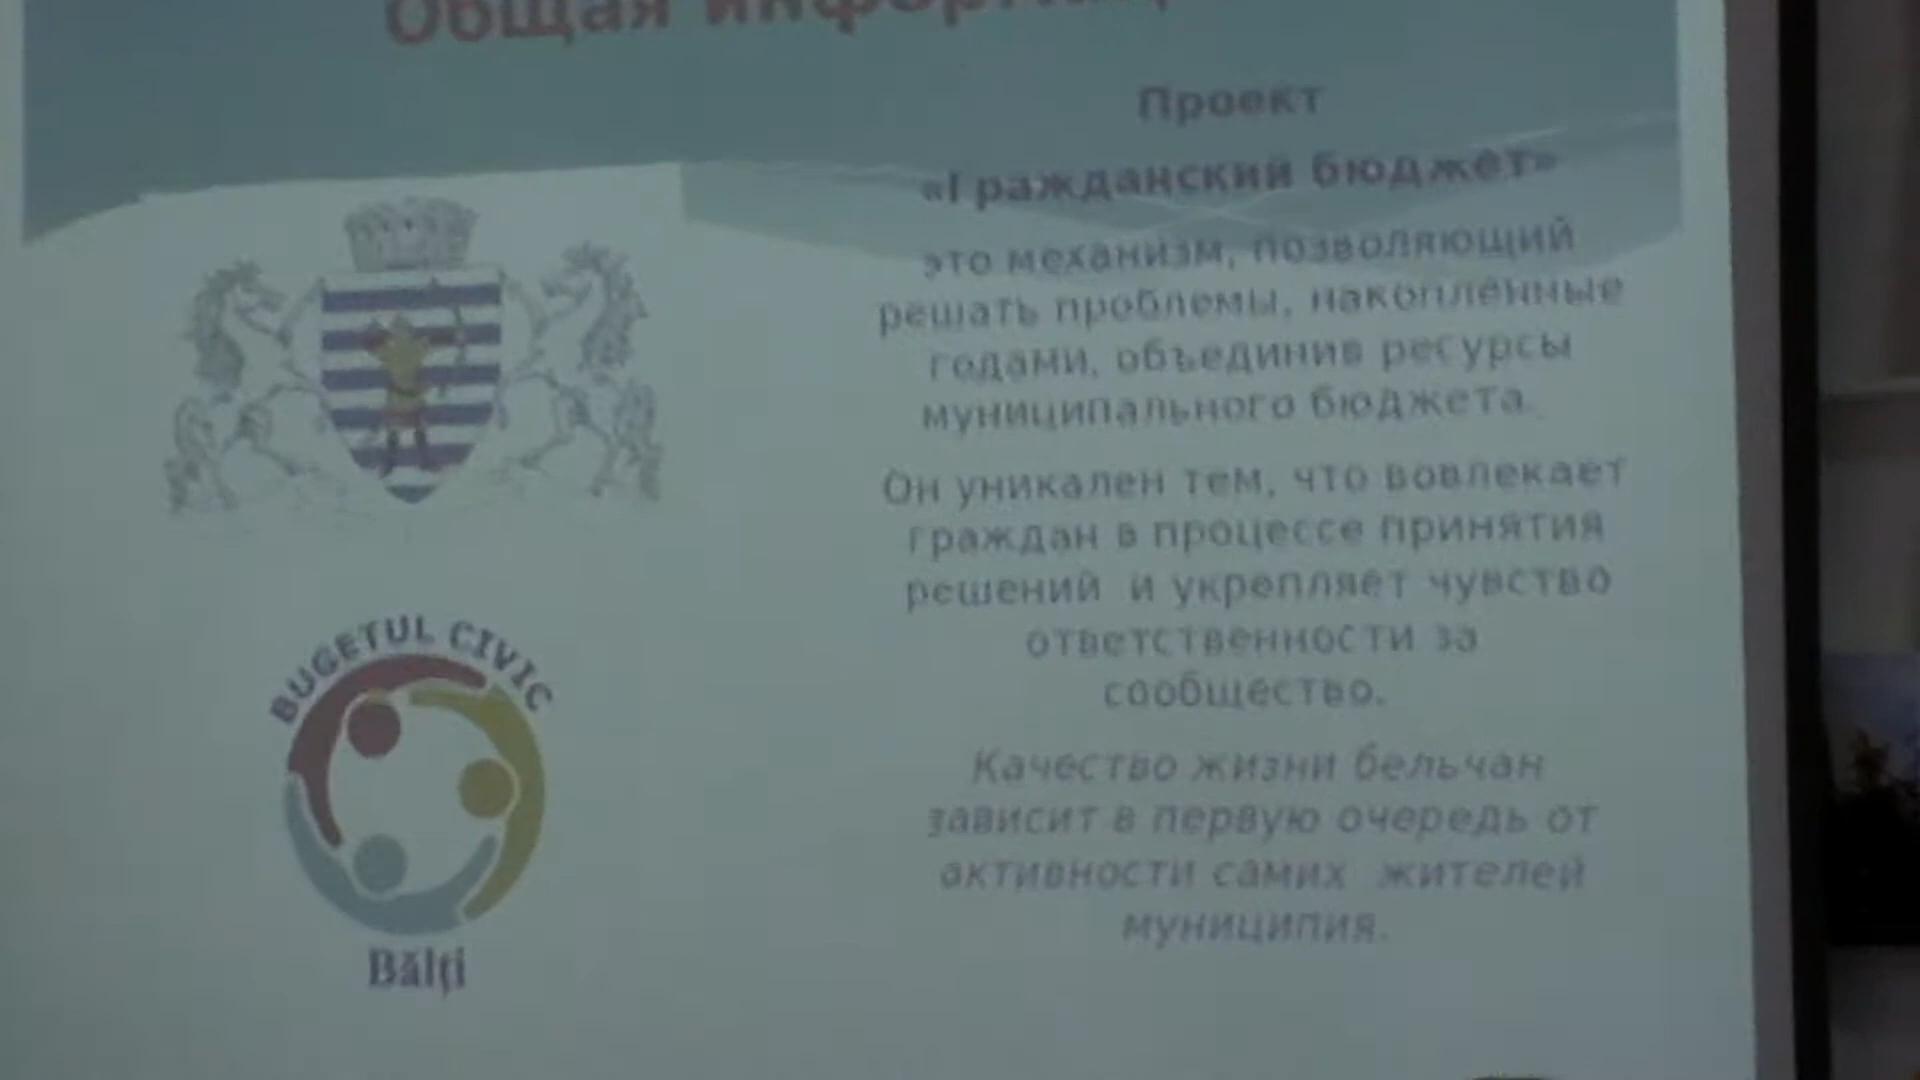 Общая информац
Проект
«Гражданский бюджет»
это механизм, позволяющий
решать проблемы, накопленные
годами, объединив ресурсы
муниципального бюджета.
Он уникален тем, что вовлекает
граждан в процессе принятия
решений и укрепляет чувство
ответственности за
сообщество.
Качество жизни бельчан
зависит в первую очередь от
активности самих жителей
муниципия.
BUGETUL CIVIC
Bălți